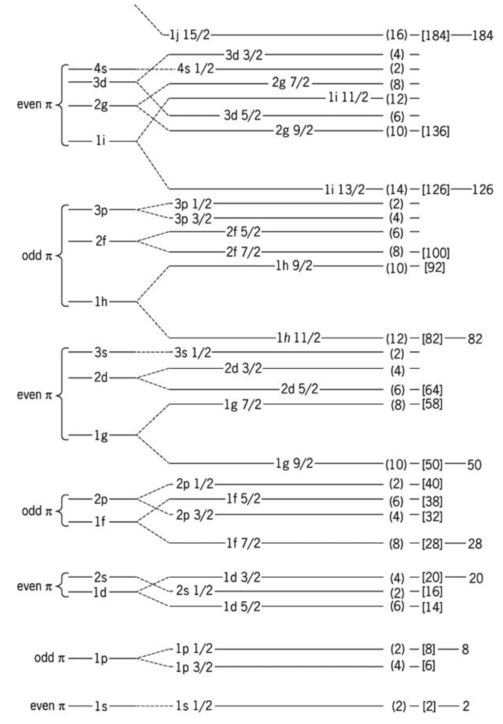 1j 15/2 (16) – [184] — 184
3d 3/2 (4) –
4s 4s 1/2 (2) –
3d 2g 7/2 (8) –
even π 1i 11/2 (12) –
2g 3d 5/2 (6) –
2g 9/2 (10) – [136]
1i
1i 13/2 (14) – [126] — 126
3p 3p 1/2 (2) –
3p 3/2 (4) –
2f 2f 5/2 (6) –
odd π 2f 7/2 (8) – [100]
1h 9/2 (10) – [92]
1h
1h 11/2 (12) – [82] — 82
3s 3s 1/2 (2) –
2d 2d 3/2 (4) –
even π 2d 5/2 (6) – [64]
1g 7/2 (8) – [58]
1g
1g 9/2 (10) – [50] — 50
2p 1/2 (2) – [40]
2p 1f 5/2 (6) – [38]
odd π 2p 3/2 (4) – [32]
1f
1f 7/2 (8) – [28] — 28
2s 1d 3/2 (4) – [20] — 20
even π 2s 1/2 (2) – [16]
1d 1d 5/2 (6) – [14]
1p 1/2 (2) – [8] — 8
odd π 1p
1p 3/2 (4) – [6]
even π 1s 1s 1/2 (2) – [2] — 2